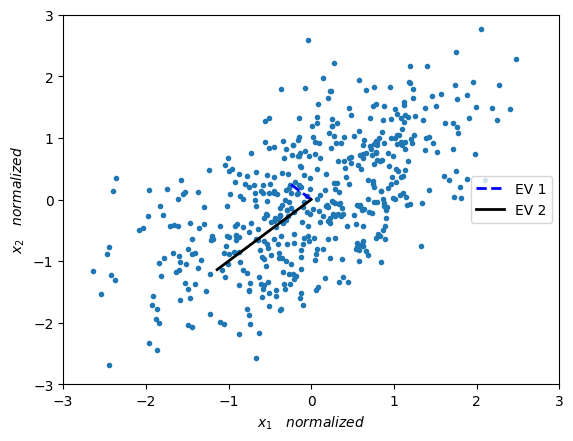 3
2
1
0
−1
−2
−3
x₂ normalized
EV 1
EV 2
−3 −2 −1 0 1 2 3
x₁ normalized